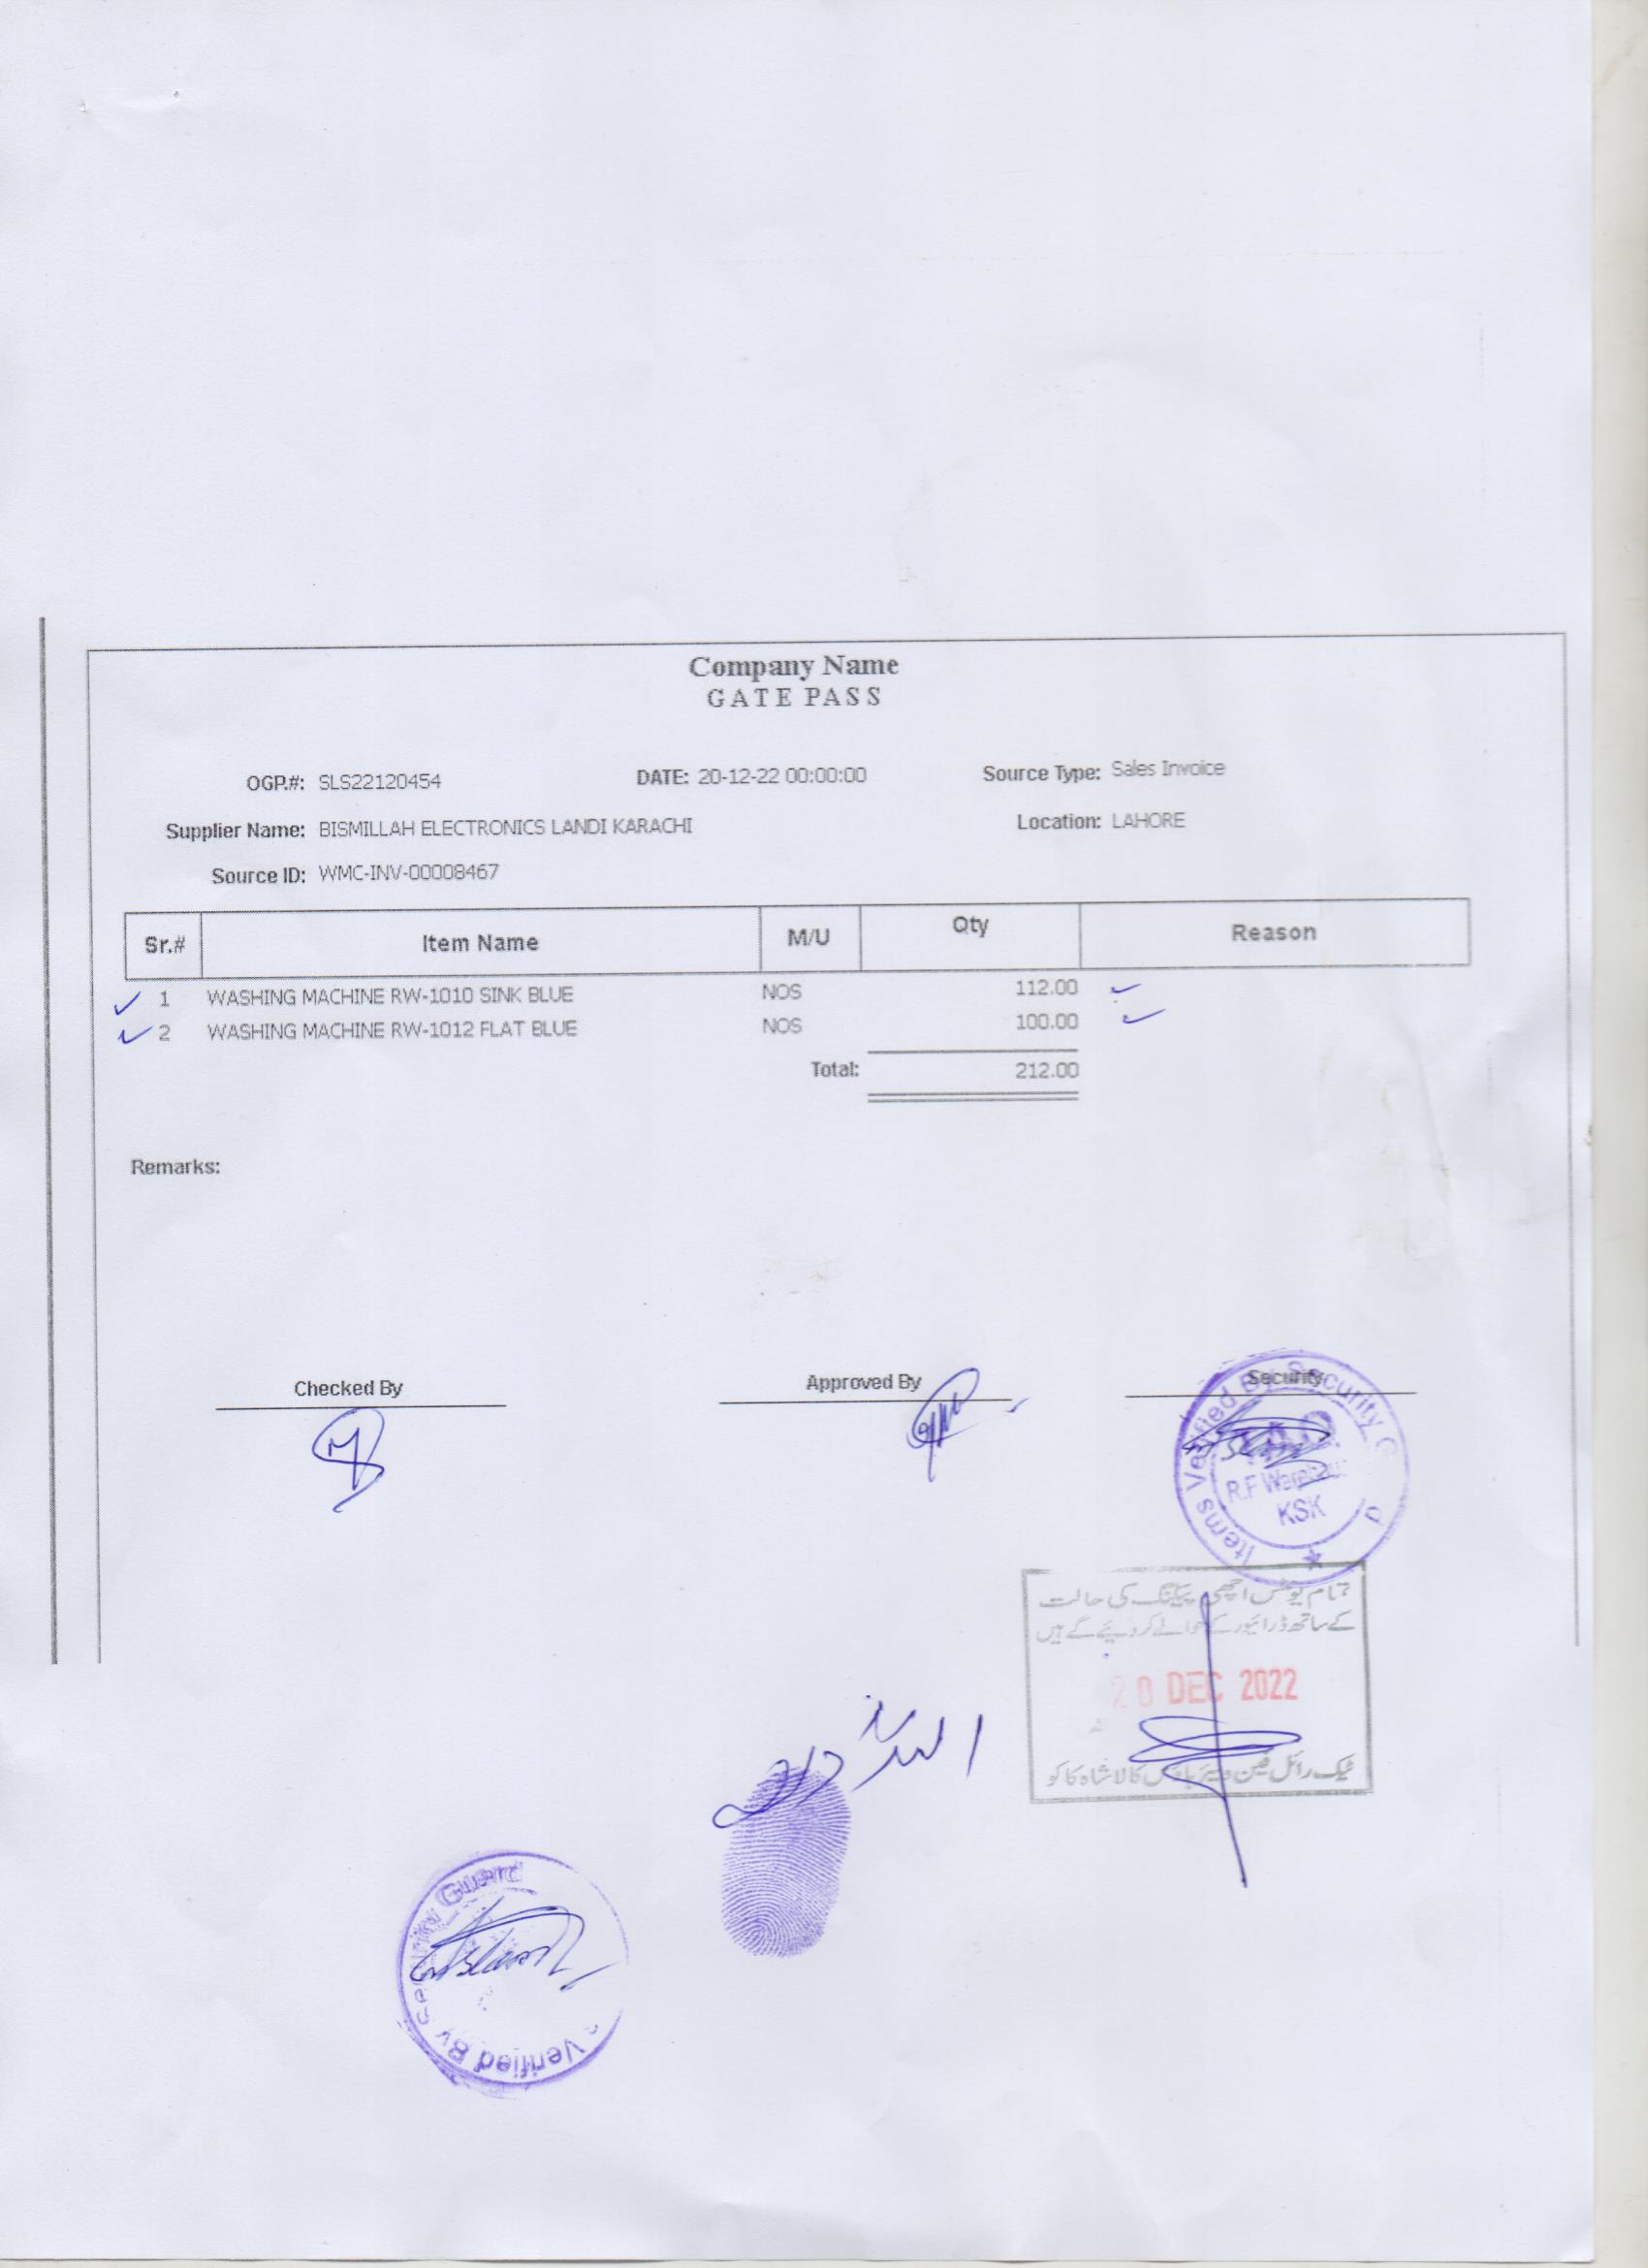 Company Name
GATE PASS
OGP.#: SLS22120454 DATE: 20-12-22 00:00:00 Source Type: Sales Invoice
Supplier Name: BISMILLAH ELECTRONICS LANDI KARACHI Location: LAHORE
Source ID: WMC-INV-00008467
Sr.# Item Name M/U Qty Reason
1 WASHING MACHINE RW-1010 SINK BLUE NOS 112.00
2 WASHING MACHINE RW-1012 FLAT BLUE NOS 100.00
Total: 212.00
Remarks:
Checked By Approved By Security
Items Verified By Security
R.F
KSK
تمام یونٹس اچھی پیکنگ کی حالت
کے ساتھ ڈرائیور کے حوالے کر دیئے گے ہیں
20 DEC 2022
ٹیک رائل فین ویئر ہاؤس کالا شاہ کاکو
Guard
Verified By